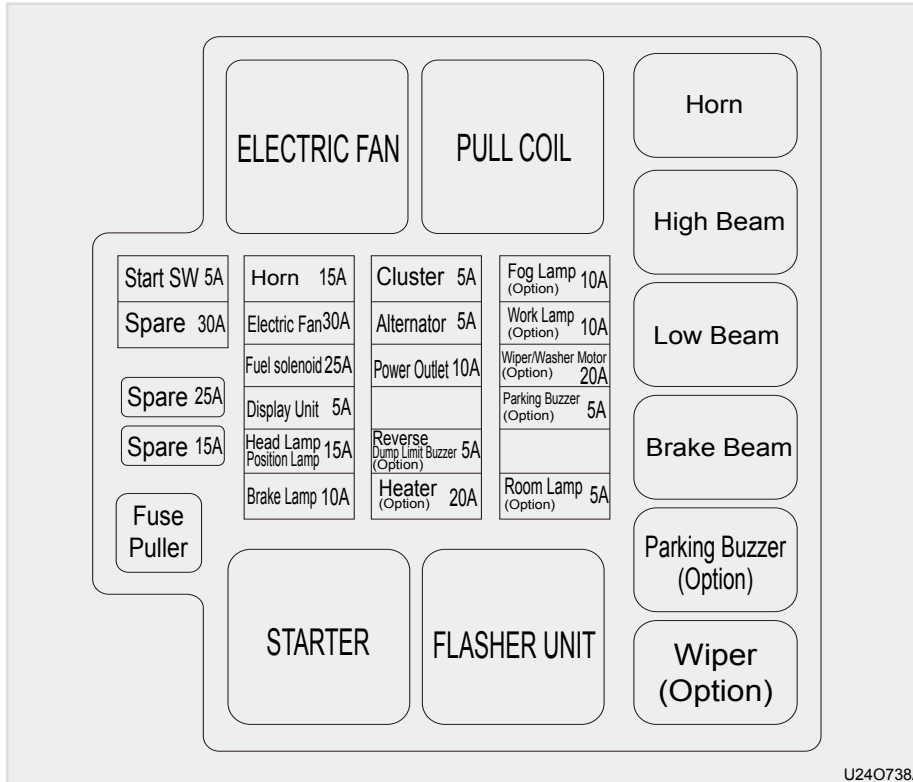 ELECTRIC FAN
PULL COIL
Horn
High Beam
Low Beam
Brake Beam
Parking Buzzer
(Option)
Wiper
(Option)
Start SW 5A
Spare 30A
Spare 25A
Spare 15A
Fuse
Puller
Horn 15A
Electric Fan 30A
Fuel solenoid 25A
Display Unit 5A
Head Lamp
Position Lamp 15A
Brake Lamp 10A
Cluster 5A
Alternator 5A
Power Outlet 10A
Reverse
Dump Limit Buzzer 5A
(Option)
Heater
(Option) 20A
Fog Lamp
(Option) 10A
Work Lamp
(Option) 10A
Wiper/Washer Motor
(Option) 20A
Parking Buzzer
(Option) 5A
Room Lamp
(Option) 5A
STARTER
FLASHER UNIT